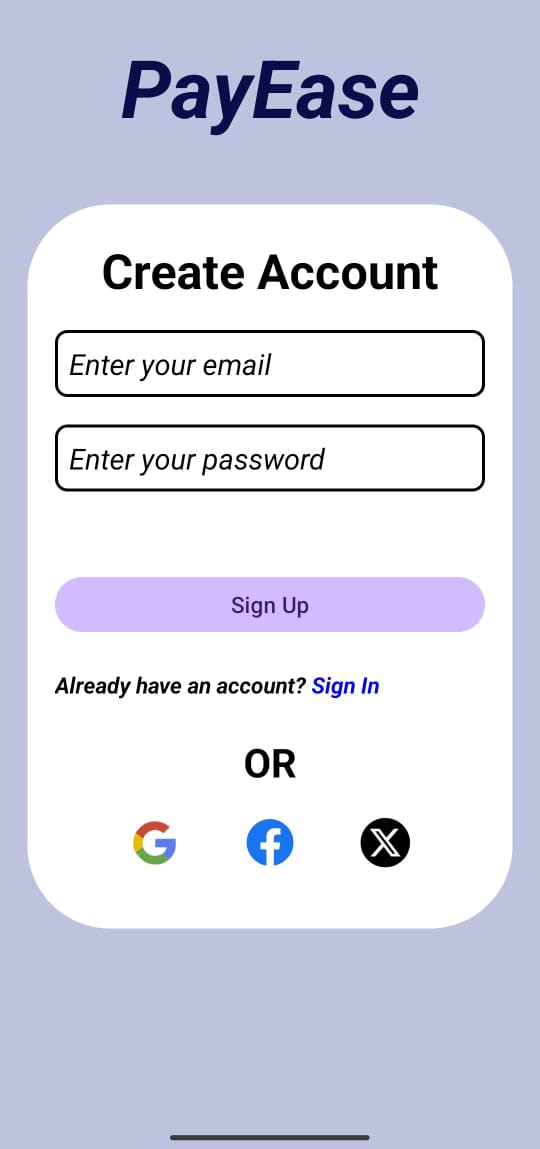 PayEase
Create Account
Enter your email
Enter your password
Sign Up
Already have an account? Sign In
OR